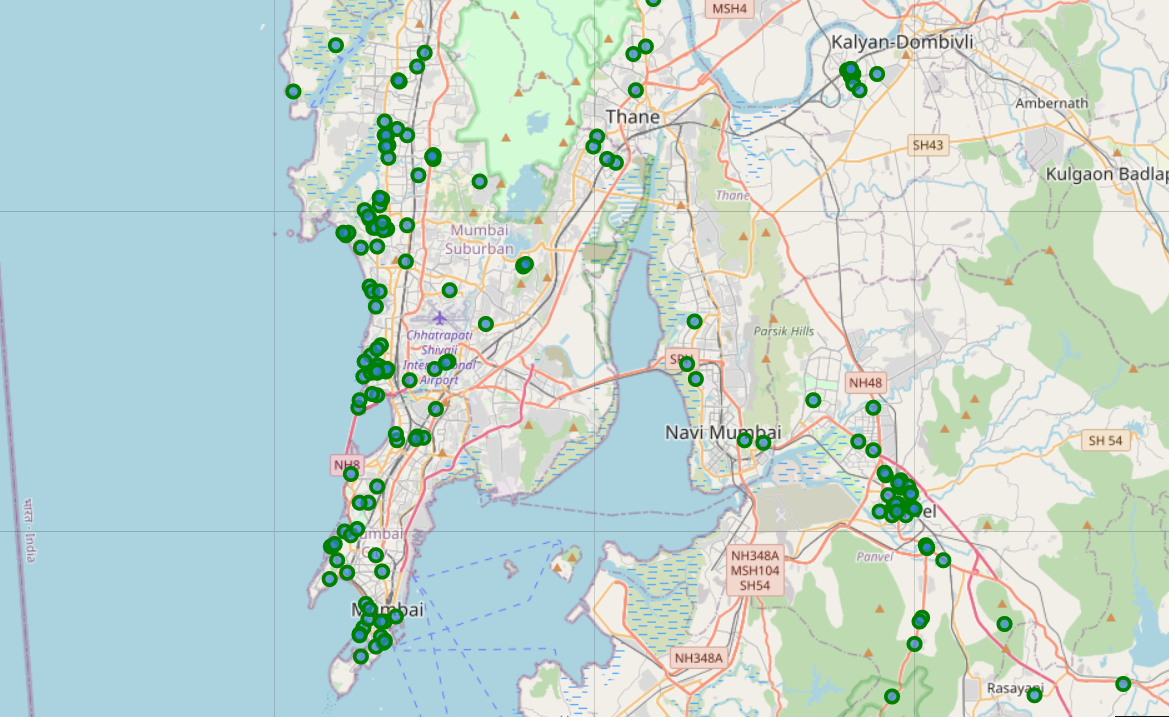 MSH4
Kalyan-Dombivli
Thane
Ambernath
SH43
Kulgaon Badlap
Thane
Mumbai
Suburban
Chhatrapati
Shivaji
International
Airport
Parsik Hills
NH48
Navi Mumbai
SH 54
NH8
भारत - India
NH348A
MSH104
SH54
Panvel
Mumbai
NH348A
Rasayani